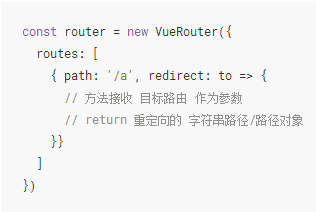 const router = new VueRouter({
  routes: [
    { path: '/a', redirect: to => {
      // 方法接收 目标路由 作为参数
      // return 重定向的 字符串路径/路径对象
    }}
  ]
})